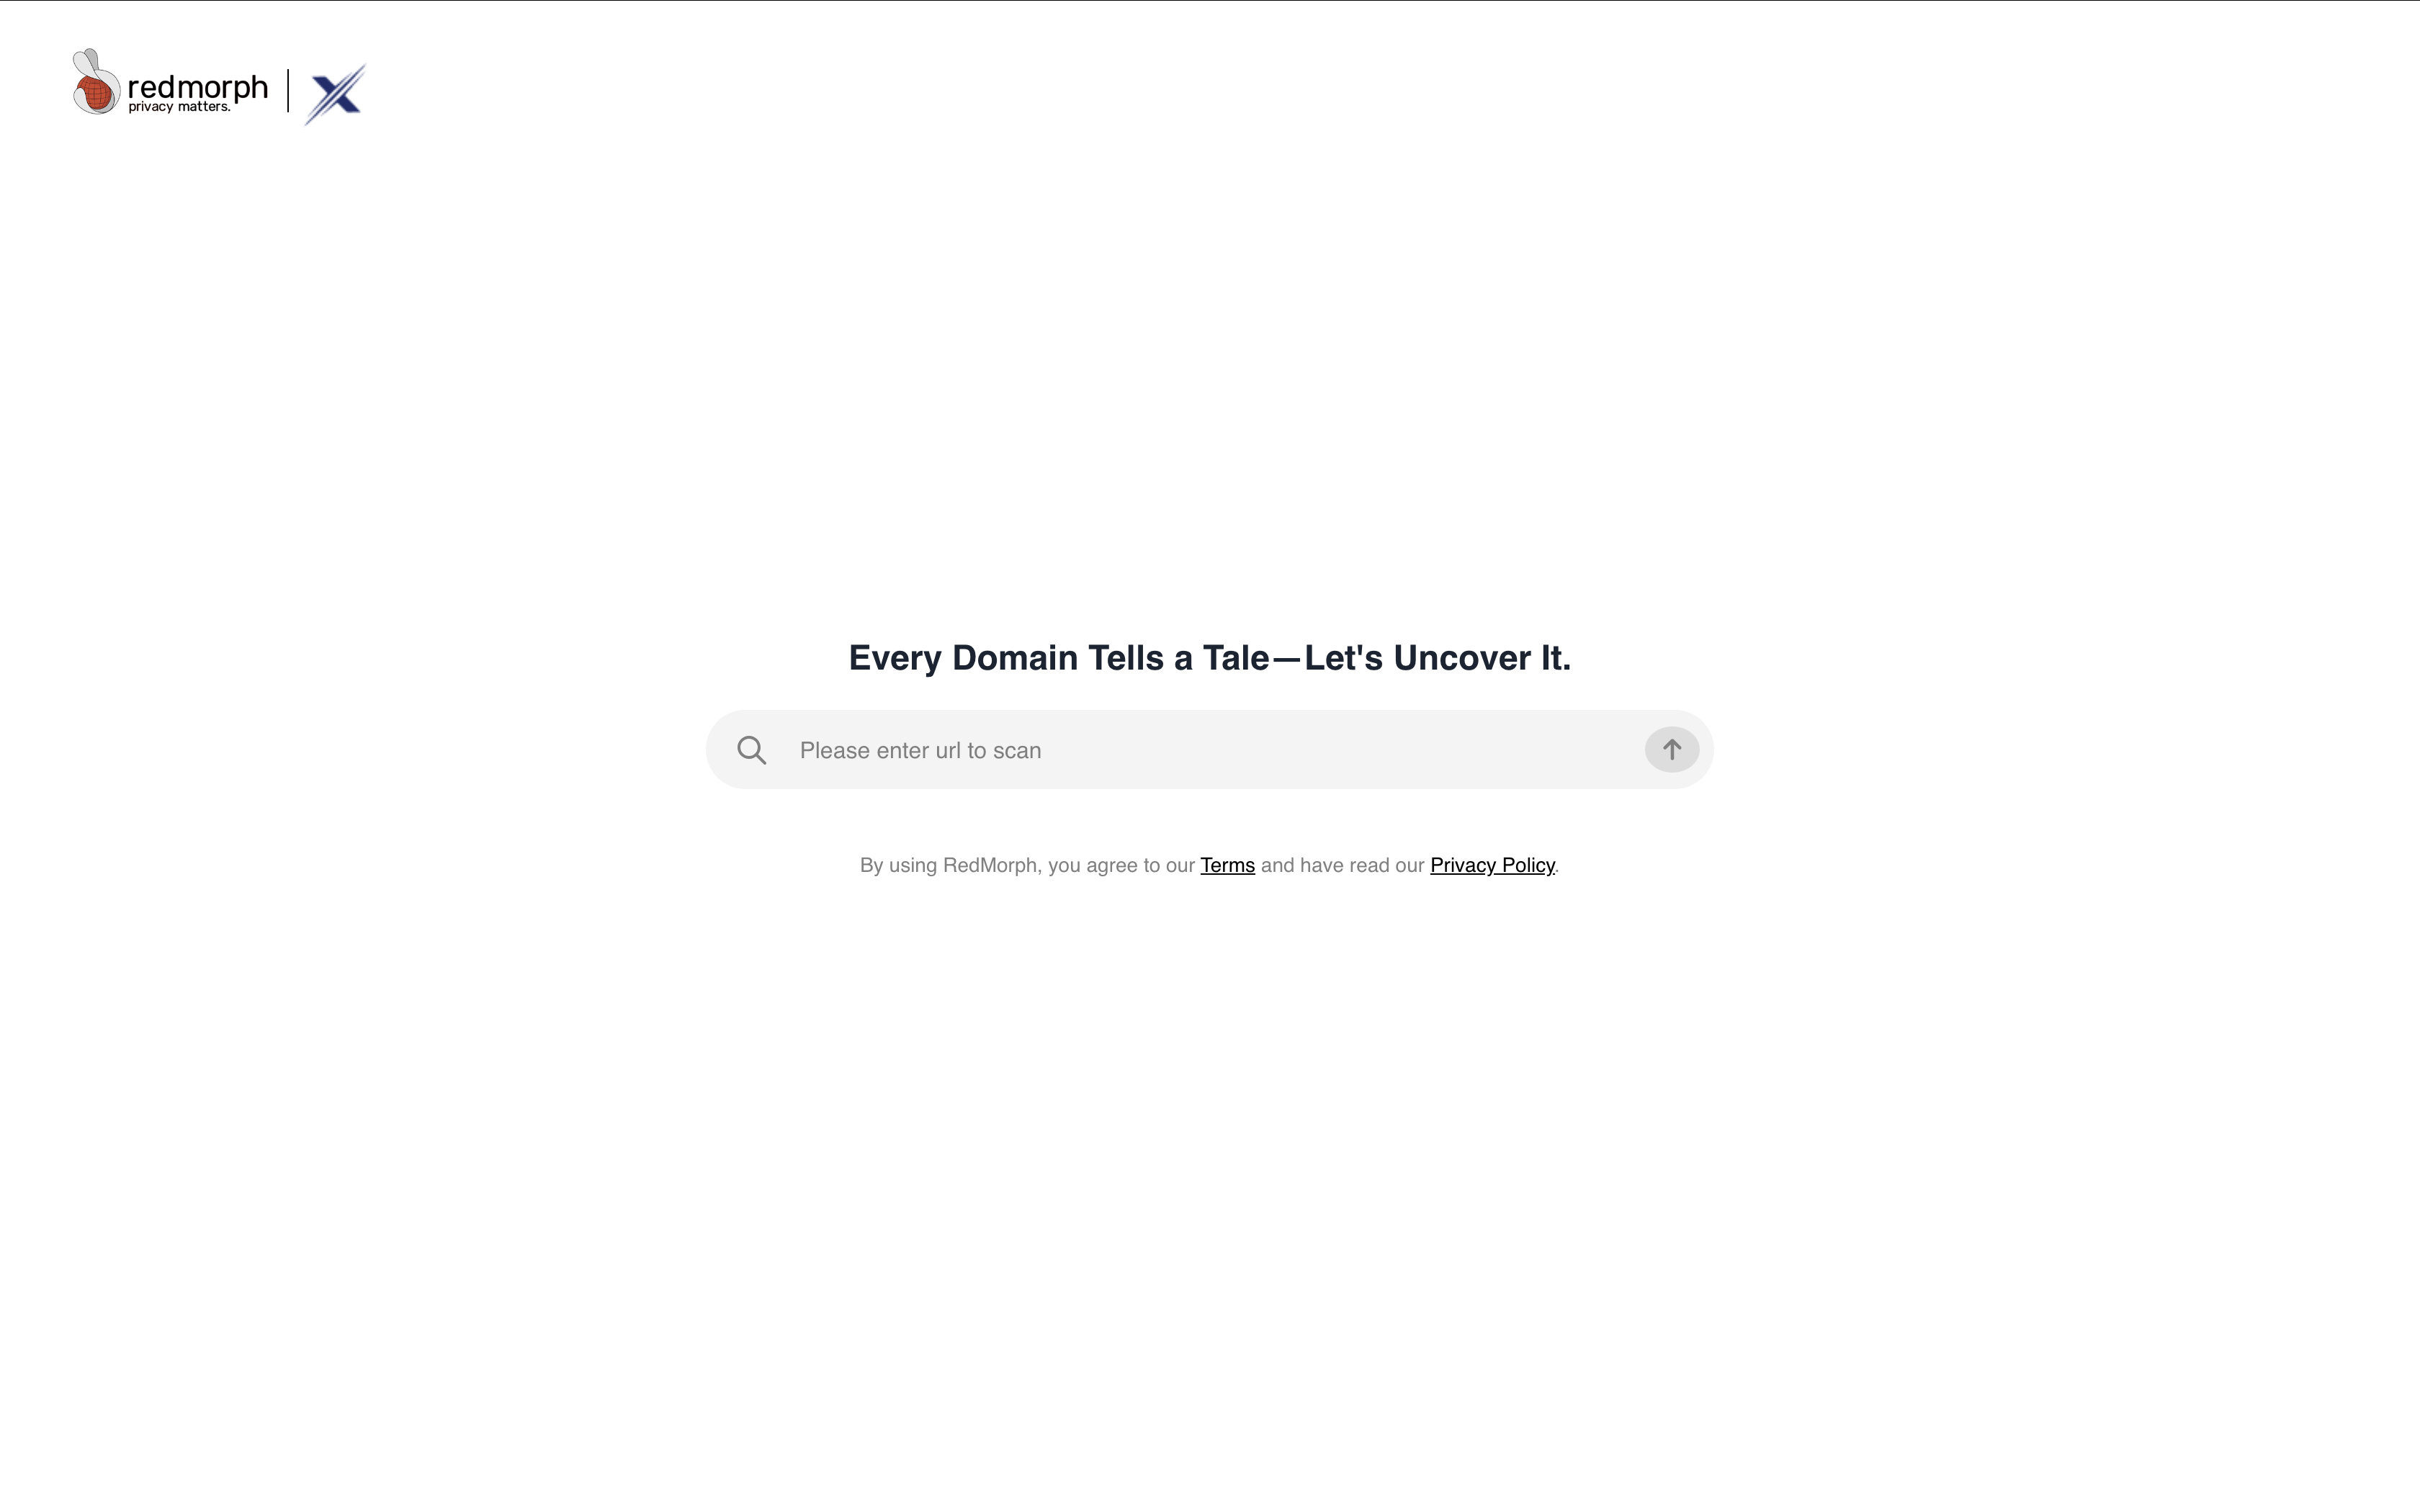 redmorph
privacy matters.
Every Domain Tells a Tale—Let's Uncover It.
Please enter url to scan
By using RedMorph, you agree to our Terms and have read our Privacy Policy.